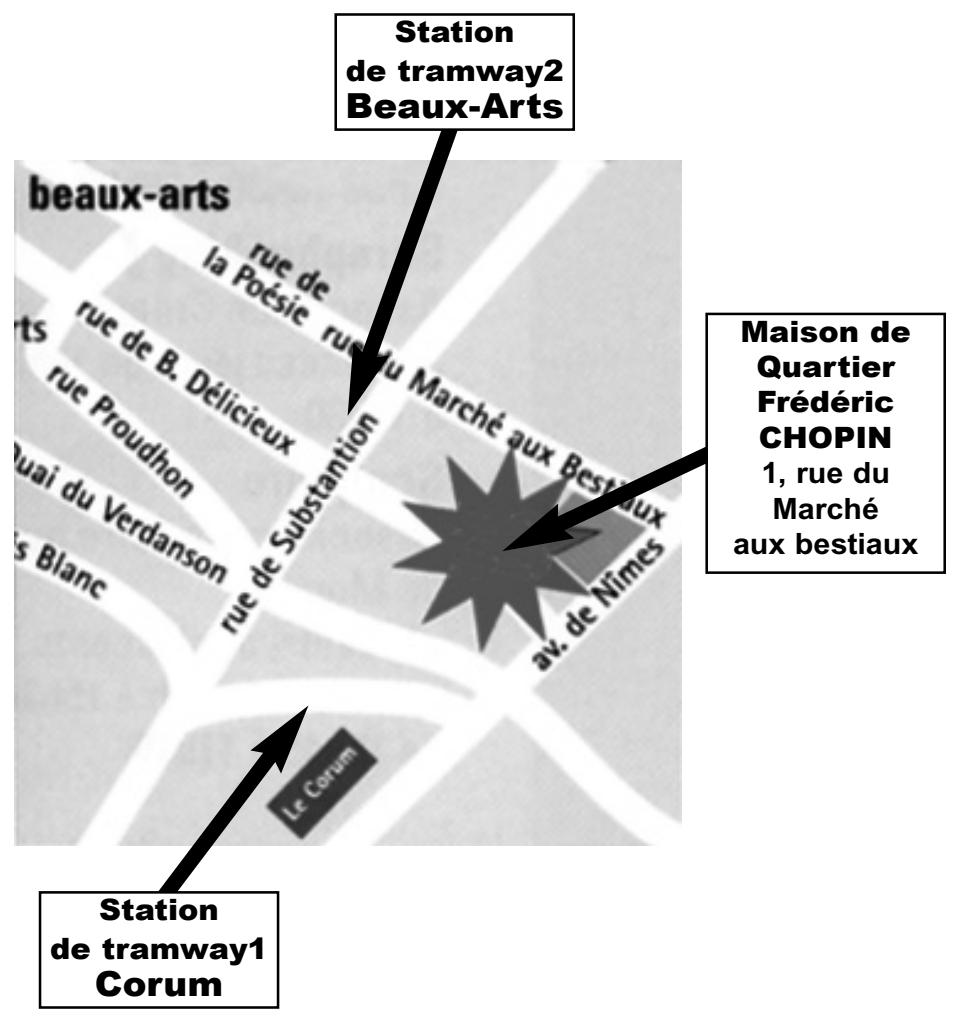 Station
de tramway2
Beaux-Arts
beaux-arts
rue de
la Poésie
rue du Marché aux Bestiaux
rts
rue de B. Délicieux
rue Proudhon
Quai du Verdanson
is Blanc
rue de Substantion
av. de Nîmes
Maison de
Quartier
Frédéric
CHOPIN
1, rue du
Marché
aux bestiaux
Le Corum
Station
de tramway1
Corum